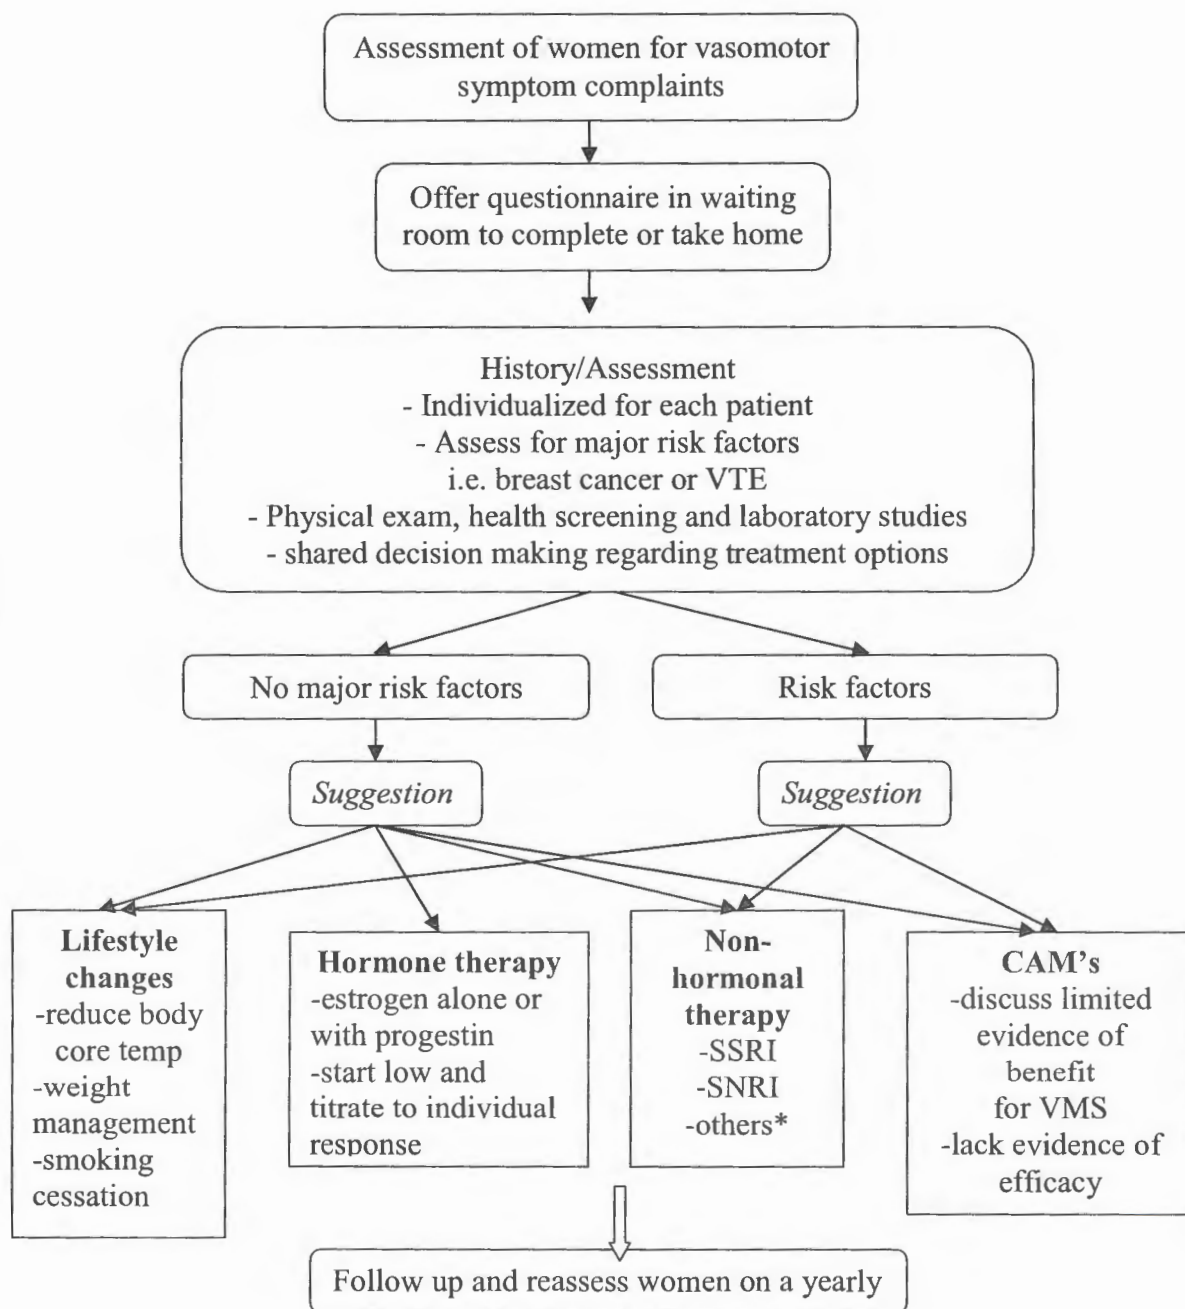 Assessment of women for vasomotor
symptom complaints
Offer questionnaire in waiting
room to complete or take home
History/Assessment
- Individualized for each patient
- Assess for major risk factors
i.e. breast cancer or VTE
- Physical exam, health screening and laboratory studies
- shared decision making regarding treatment options
No major risk factors
Risk factors
Suggestion
Suggestion
Lifestyle
changes
-reduce body
core temp
-weight
management
-smoking
cessation
Hormone therapy
-estrogen alone or
with progestin
-start low and
titrate to individual
response
Non-
hormonal
therapy
-SSRI
-SNRI
-others*
CAM's
-discuss limited
evidence of
benefit
for VMS
-lack evidence of
efficacy
Follow up and reassess women on a yearly